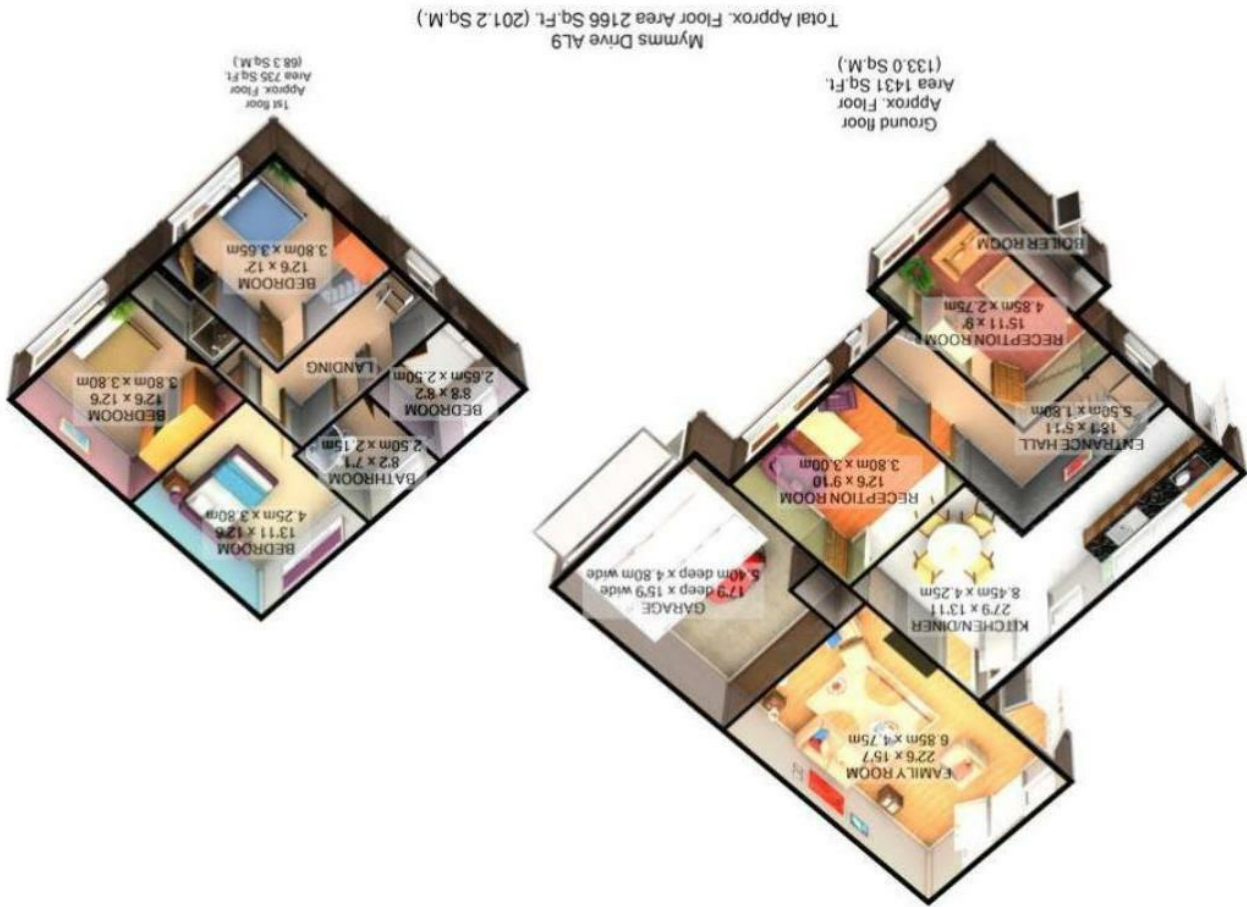 FAMILY ROOM
22'6 x 15'7
6.85m x 4.75m
KITCHEN/DINER
27'9 x 13'11
8.45m x 4.25m
GARAGE
17'9 deep x 15'9 wide
5.40m deep x 4.80m wide
RECEPTION ROOM
12'6 x 9'10
3.80m x 3.00m
ENTRANCE HALL
18'1 x 5'11
5.50m x 1.80m
RECEPTION ROOM
15'11 x 9'
4.85m x 2.75m
BOILER ROOM
Ground floor
Approx. Floor
Area 1431 Sq.Ft.
(133.0 Sq.M.)
BEDROOM
13'11 x 12'6
4.25m x 3.80m
BATHROOM
8'2 x 7'1
2.50m x 2.15m
BEDROOM
8'8 x 8'2
2.65m x 2.50m
BEDROOM
12'6 x 12'6
3.80m x 3.80m
LANDING
BEDROOM
12'6 x 12'
3.80m x 3.65m
1st floor
Approx. Floor
Area 735 Sq.Ft.
(68.3 Sq.M.)
Mymms Drive AL9
Total Approx. Floor Area 2166 Sq.Ft. (201.2 Sq.M.)